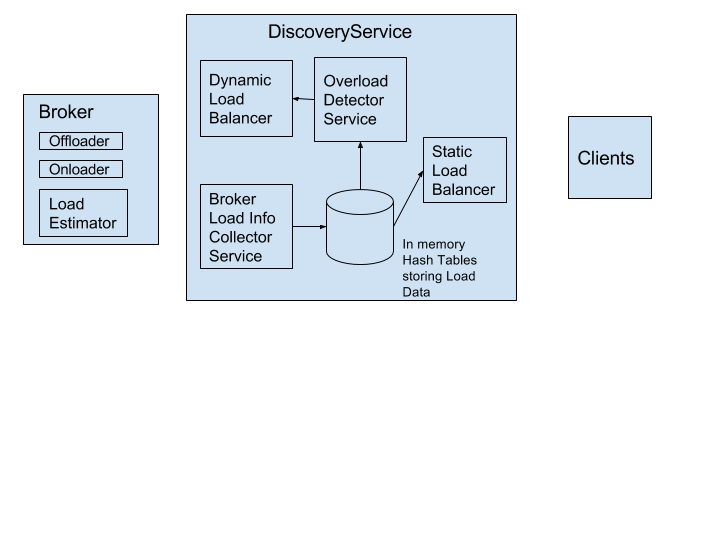 DiscoveryService
Dynamic
Load
Balancer
Overload
Detector
Service
Broker
Offloader
Onloader
Load
Estimator
Static
Load
Balancer
Clients
Broker
Load Info
Collector
Service
In memory
Hash Tables
storing Load
Data